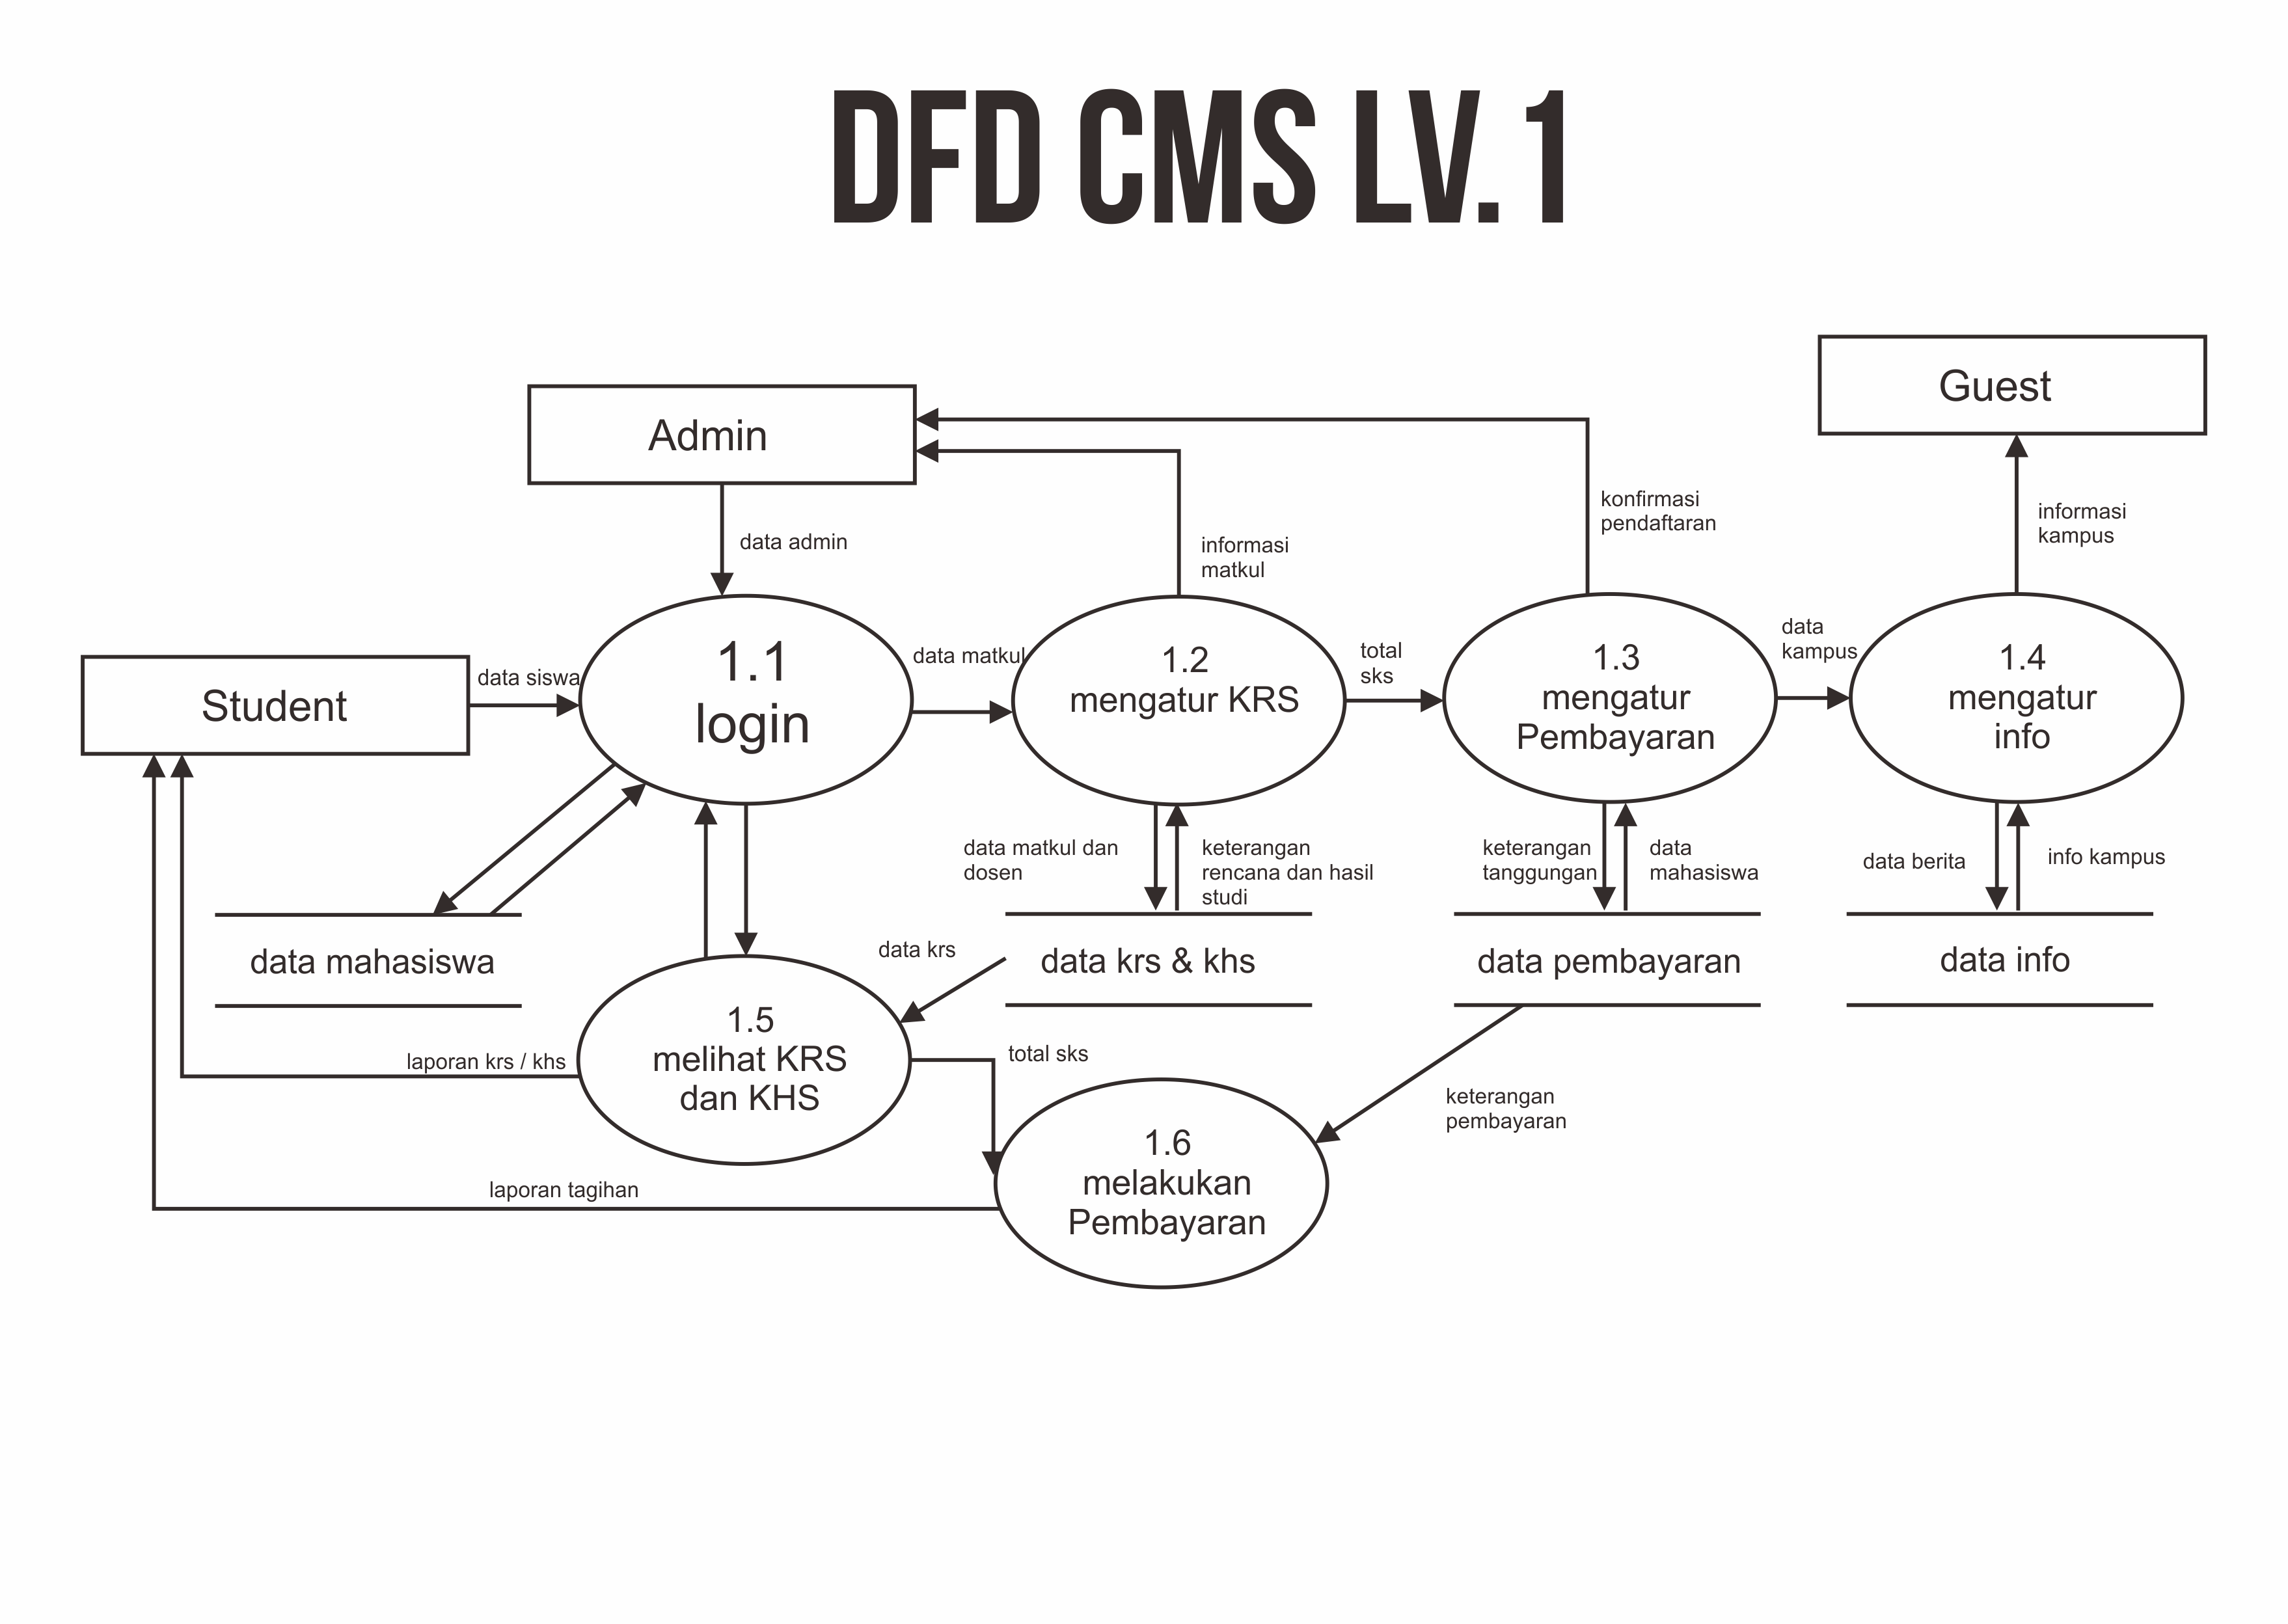 DFD CMS LV.1
Guest
Admin
konfirmasi
pendaftaran
informasi
kampus
data admin
informasi
matkul
Student
data siswa
1.1
login
data matkul
1.2
mengatur KRS
total
sks
1.3
mengatur
Pembayaran
data
kampus
1.4
mengatur
info
data matkul dan
dosen
keterangan
rencana dan hasil
studi
keterangan
tanggungan
data
mahasiswa
data berita
info kampus
data mahasiswa
data krs
data krs & khs
data pembayaran
data info
1.5
melihat KRS
dan KHS
laporan krs / khs
total sks
keterangan
pembayaran
1.6
melakukan
Pembayaran
laporan tagihan